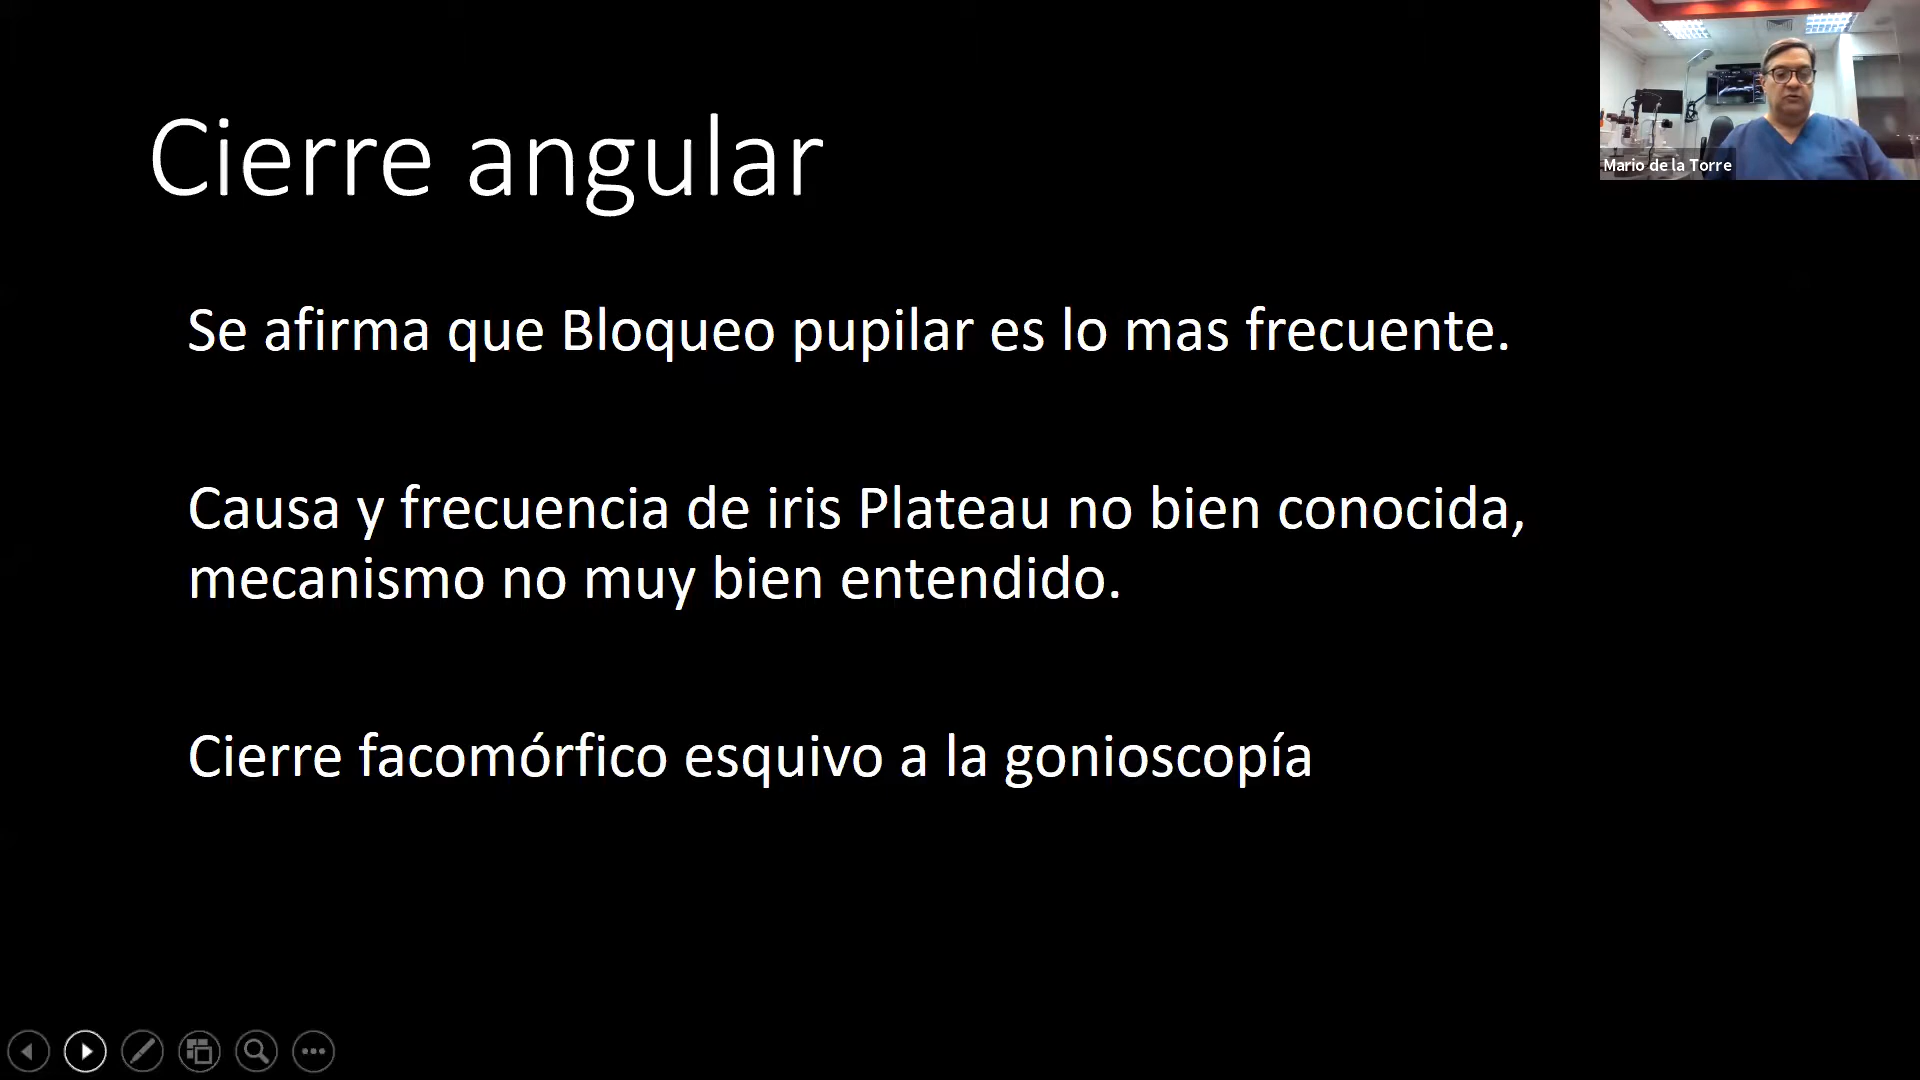 Cierre angular
Mario de la Torre
Se afirma que Bloqueo pupilar es lo mas frecuente.
Causa y frecuencia de iris Plateau no bien conocida,
mecanismo no muy bien entendido.
Cierre facomórfico esquivo a la gonioscopía